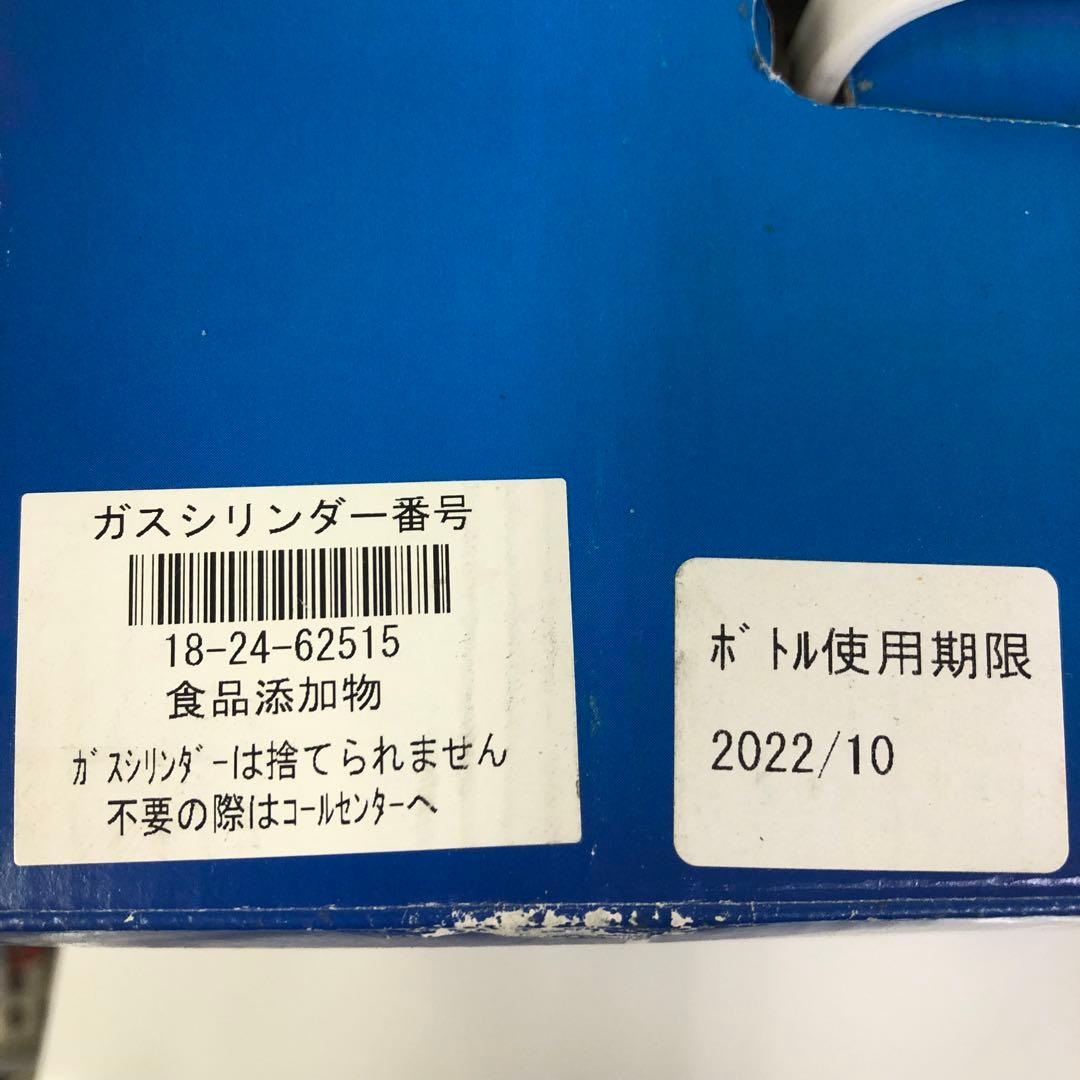 ガスシリンダー番号
18-24-62515
食品添加物
ｶﾞｽｼﾘﾝﾀﾞｰは捨てられません
不要の際はｺｰﾙｾﾝﾀｰへ
ﾎﾞﾄﾙ使用期限
2022/10